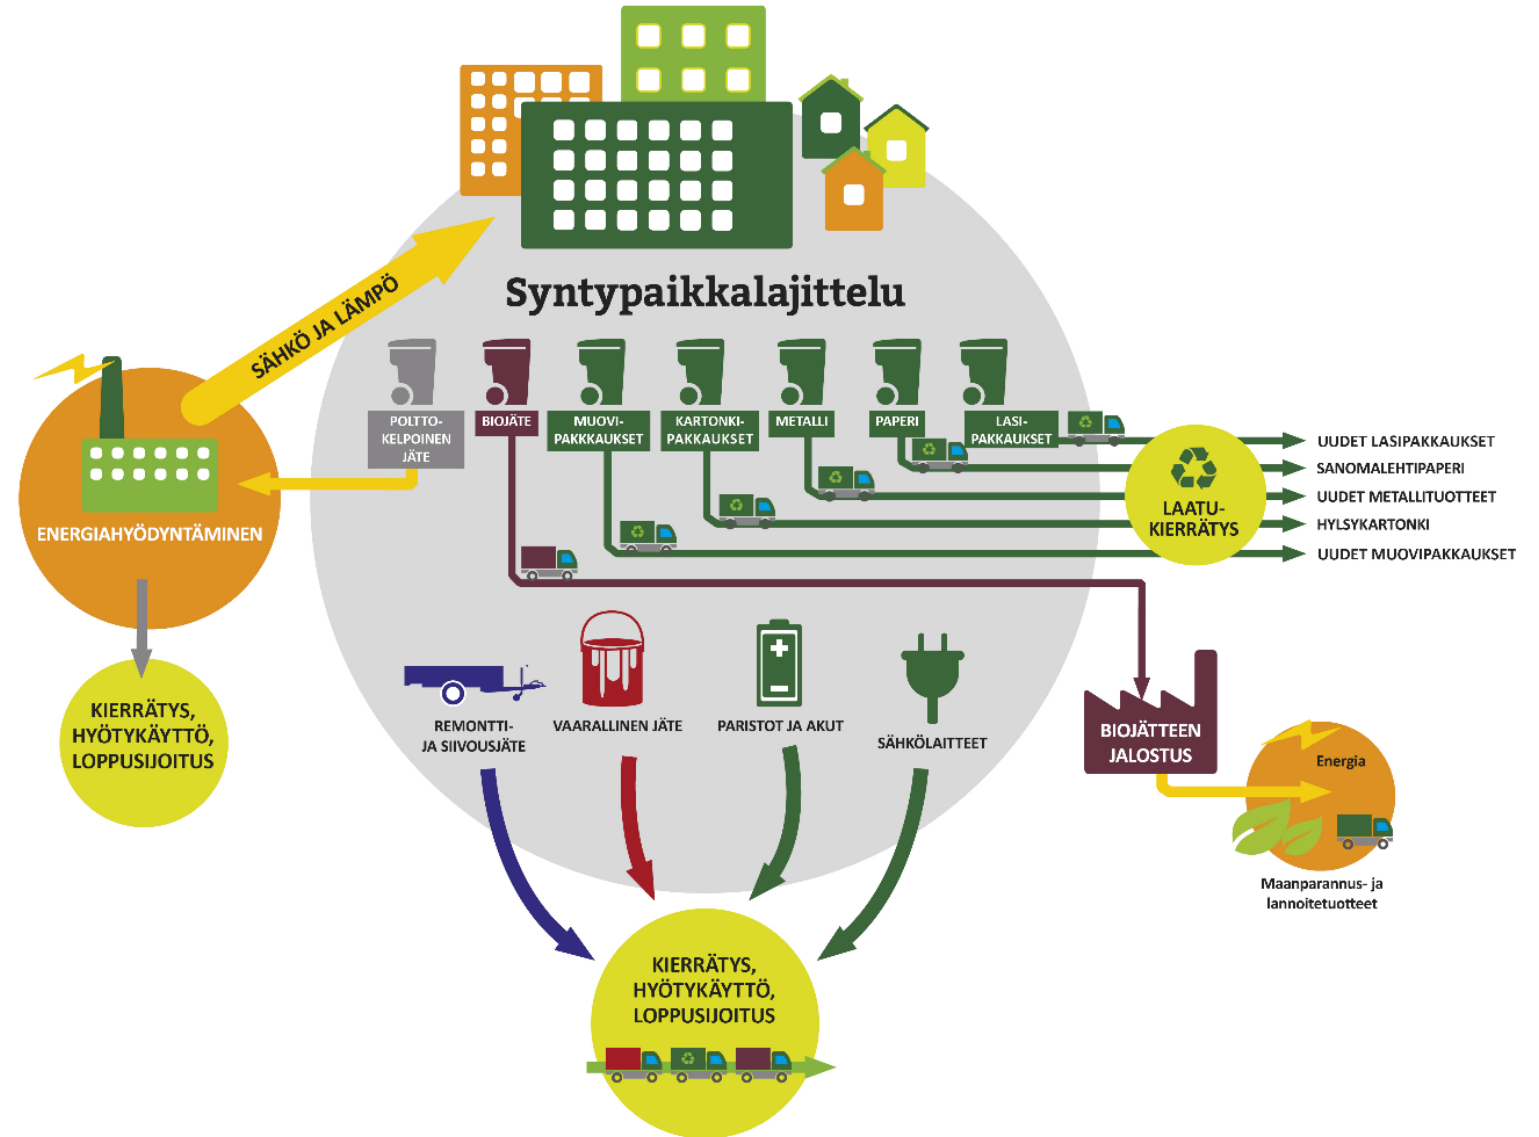 Syntypaikkalajittelu
SÄHKÖ JA LÄMPÖ
POLTTO-
KELPOINEN
JÄTE
BIOJÄTE
MUOVI-
PAKKKAUKSET
KARTONKI-
PAKKAUKSET
METALLI
PAPERI
LASI-
PAKKAUKSET
LAATU-
KIERRÄTYS
UUDET LASIPAKKAUKSET
SANOMALEHTIPAPERI
UUDET METALLITUOTTEET
HYLSYKARTONKI
UUDET MUOVIPAKKAUKSET
ENERGIAHYÖDYNTÄMINEN
KIERRÄTYS,
HYÖTYKÄYTTÖ,
LOPPUSIJOITUS
REMONTTI-
JA SIIVOUSJÄTE
VAARALLINEN JÄTE
PARISTOT JA AKUT
SÄHKÖLAITTEET
BIOJÄTTEEN
JALOSTUS
Energia
Maanparannus- ja
lannoitetuotteet
KIERRÄTYS,
HYÖTYKÄYTTÖ,
LOPPUSIJOITUS